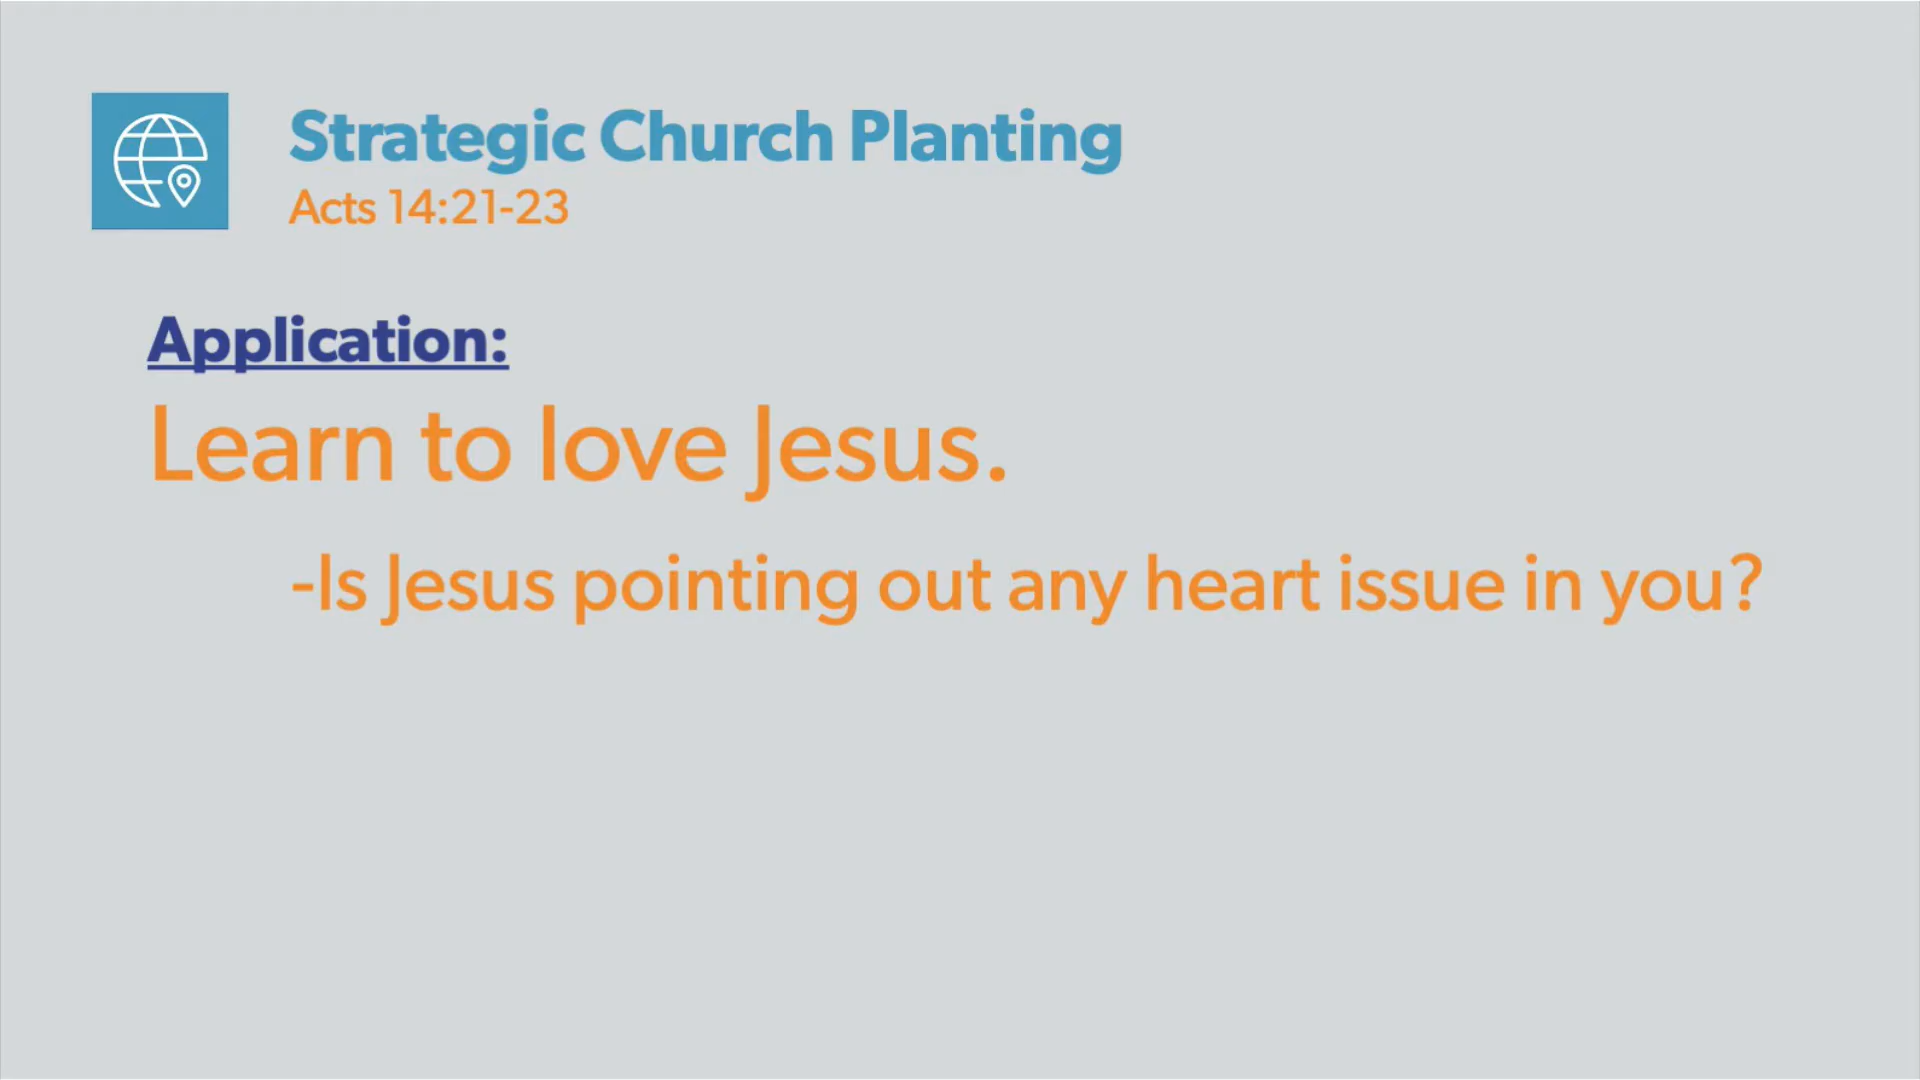 Strategic Church Planting
Acts 14:21-23
Application:
Learn to love Jesus.
-Is Jesus pointing out any heart issue in you?